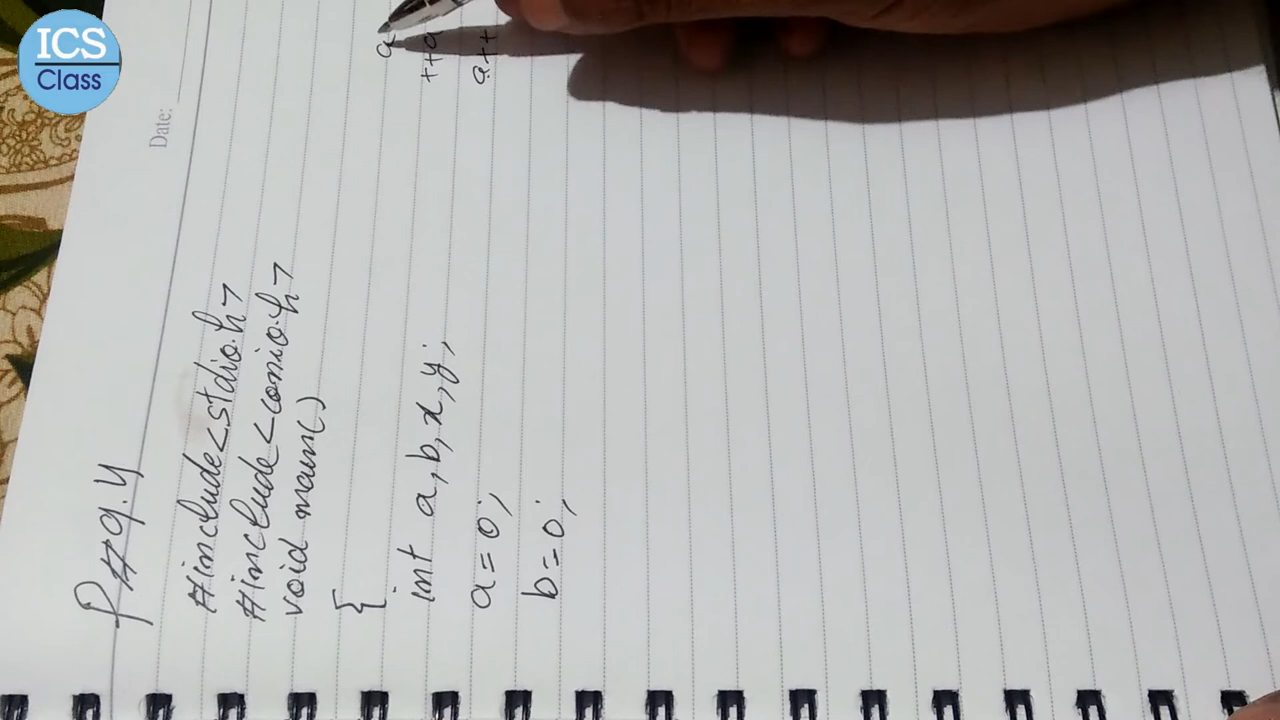 ICS
Class
Date:
P#9.4
#include<stdio.h>
#include<conio.h>
void main()
{
int a,b,x,y;
a=0;
b=0;
a
++a
a++